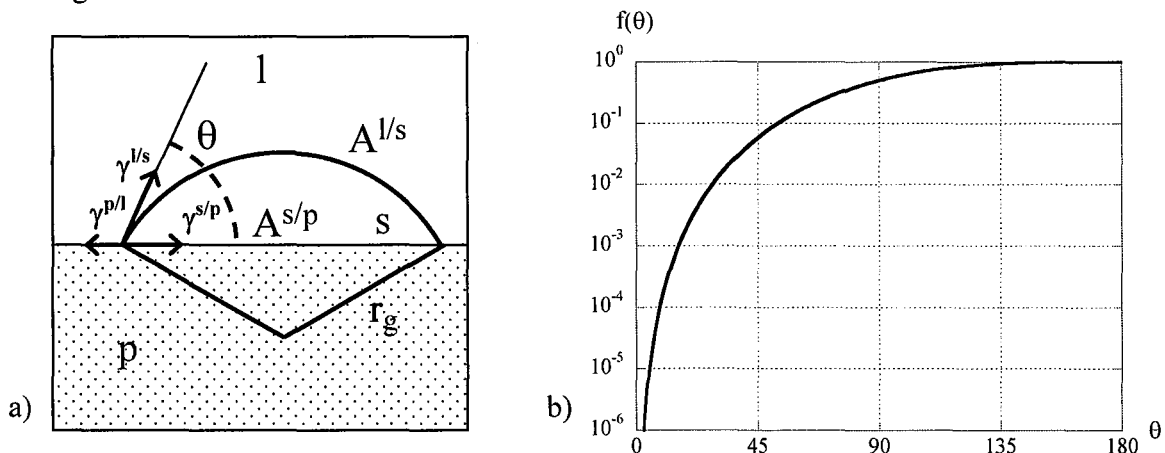 f(θ)
l
θ
A^{l/s}
γ^{l/s}
γ^{p/l}
γ^{s/p}
A^{s/p}
s
r_g
p
a)
10^0
10^{-1}
10^{-2}
10^{-3}
10^{-4}
10^{-5}
10^{-6}
b)
0 45 90 135 180 θ